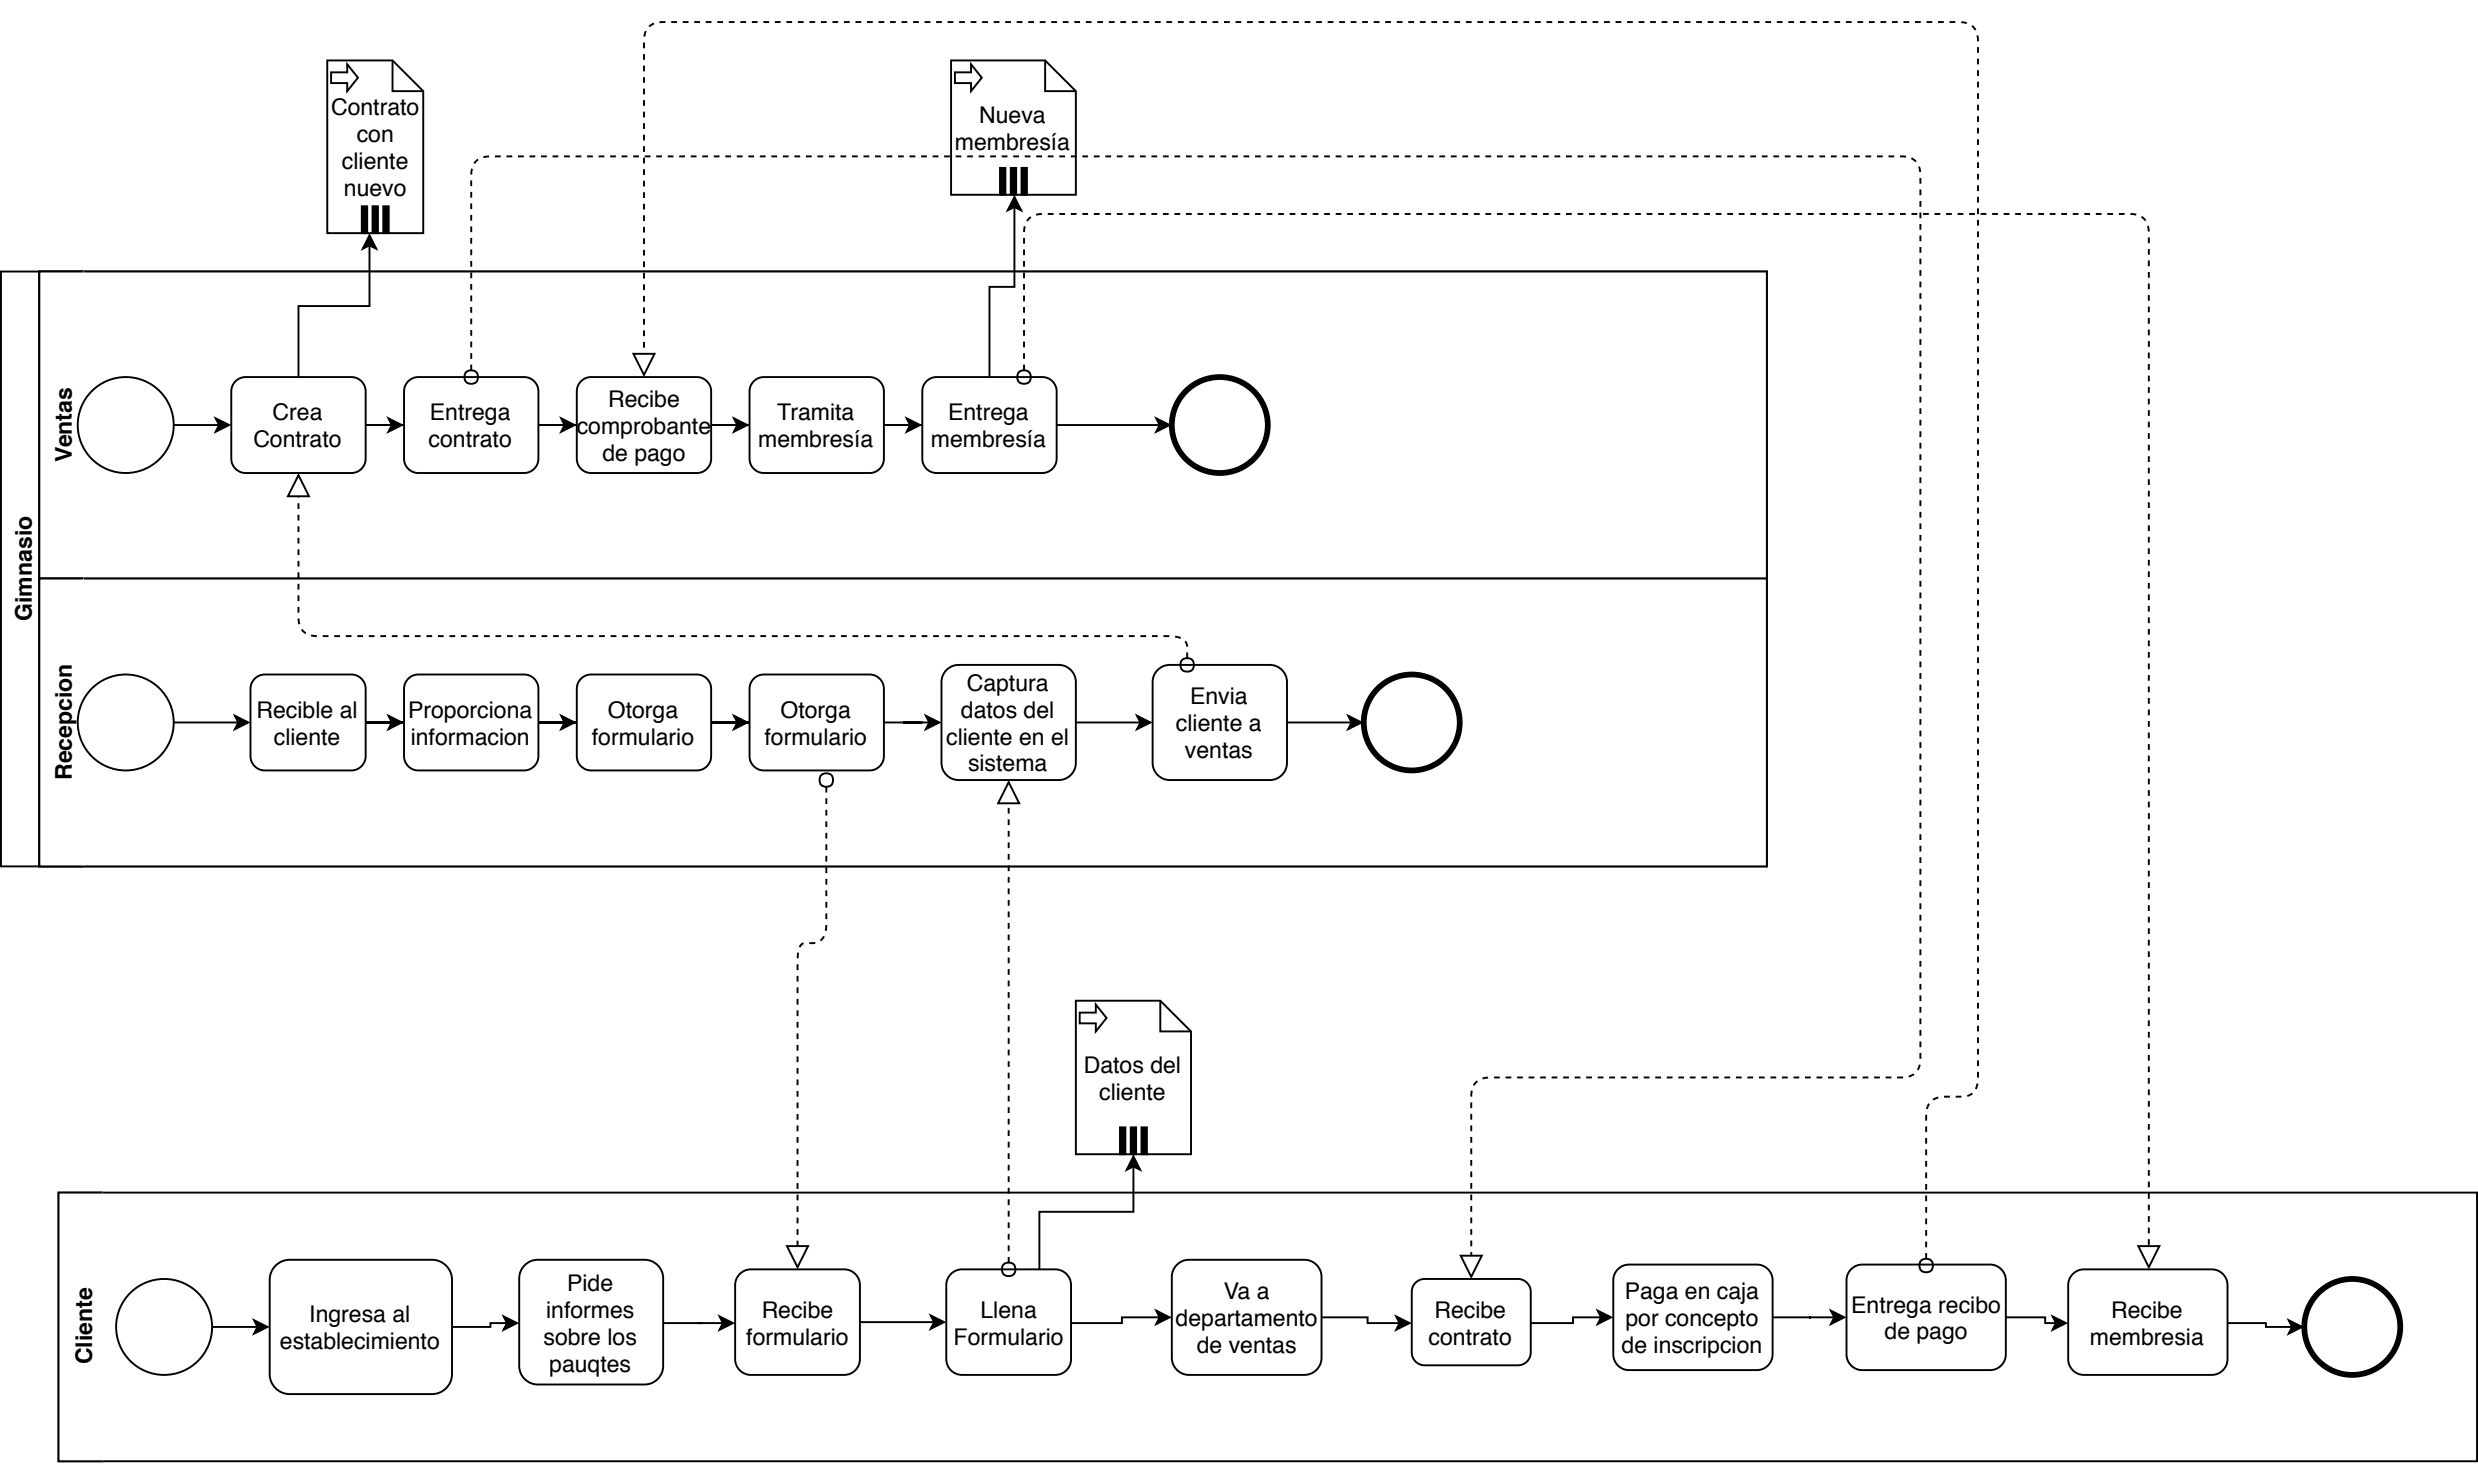 Contrato
con
cliente
nuevo
Nueva
membresía
Gimnasio
Ventas
Crea
Contrato
Entrega
contrato
Recibe
comprobante
de pago
Tramita
membresía
Entrega
membresía
Recepcion
Recible al
cliente
Proporciona
informacion
Otorga
formulario
Otorga
formulario
Captura
datos del
cliente en el
sistema
Envia
cliente a
ventas
Datos del
cliente
Cliente
Ingresa al
establecimiento
Pide
informes
sobre los
pauqtes
Recibe
formulario
Llena
Formulario
Va a
departamento
de ventas
Recibe
contrato
Paga en caja
por concepto
de inscripcion
Entrega recibo
de pago
Recibe
membresia